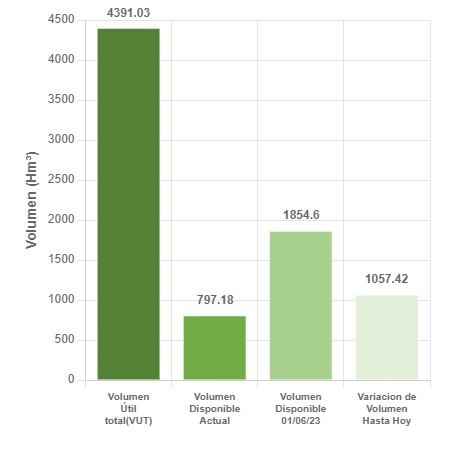 4391.03
4500
4000
3500
3000
2500
2000
1500
1000
500
0
Volumen (Hm³)
797.18
1854.6
1057.42
Volumen
Útil
total(VUT)
Volumen
Disponible
Actual
Volumen
Disponible
01/06/23
Variacion de
Volumen
Hasta Hoy